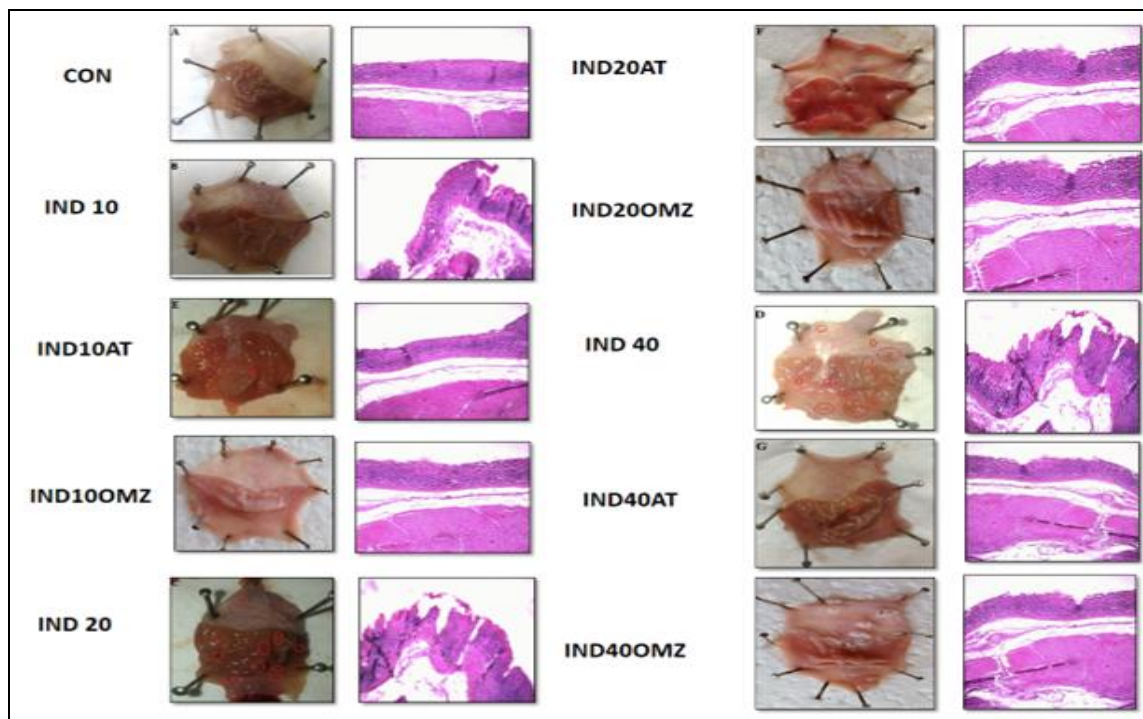 A
CON
B
IND 10
E
IND10AT
IND10OMZ
C
IND 20
F
IND20AT
IND20OMZ
D
IND 40
G
IND40AT
IND40OMZ